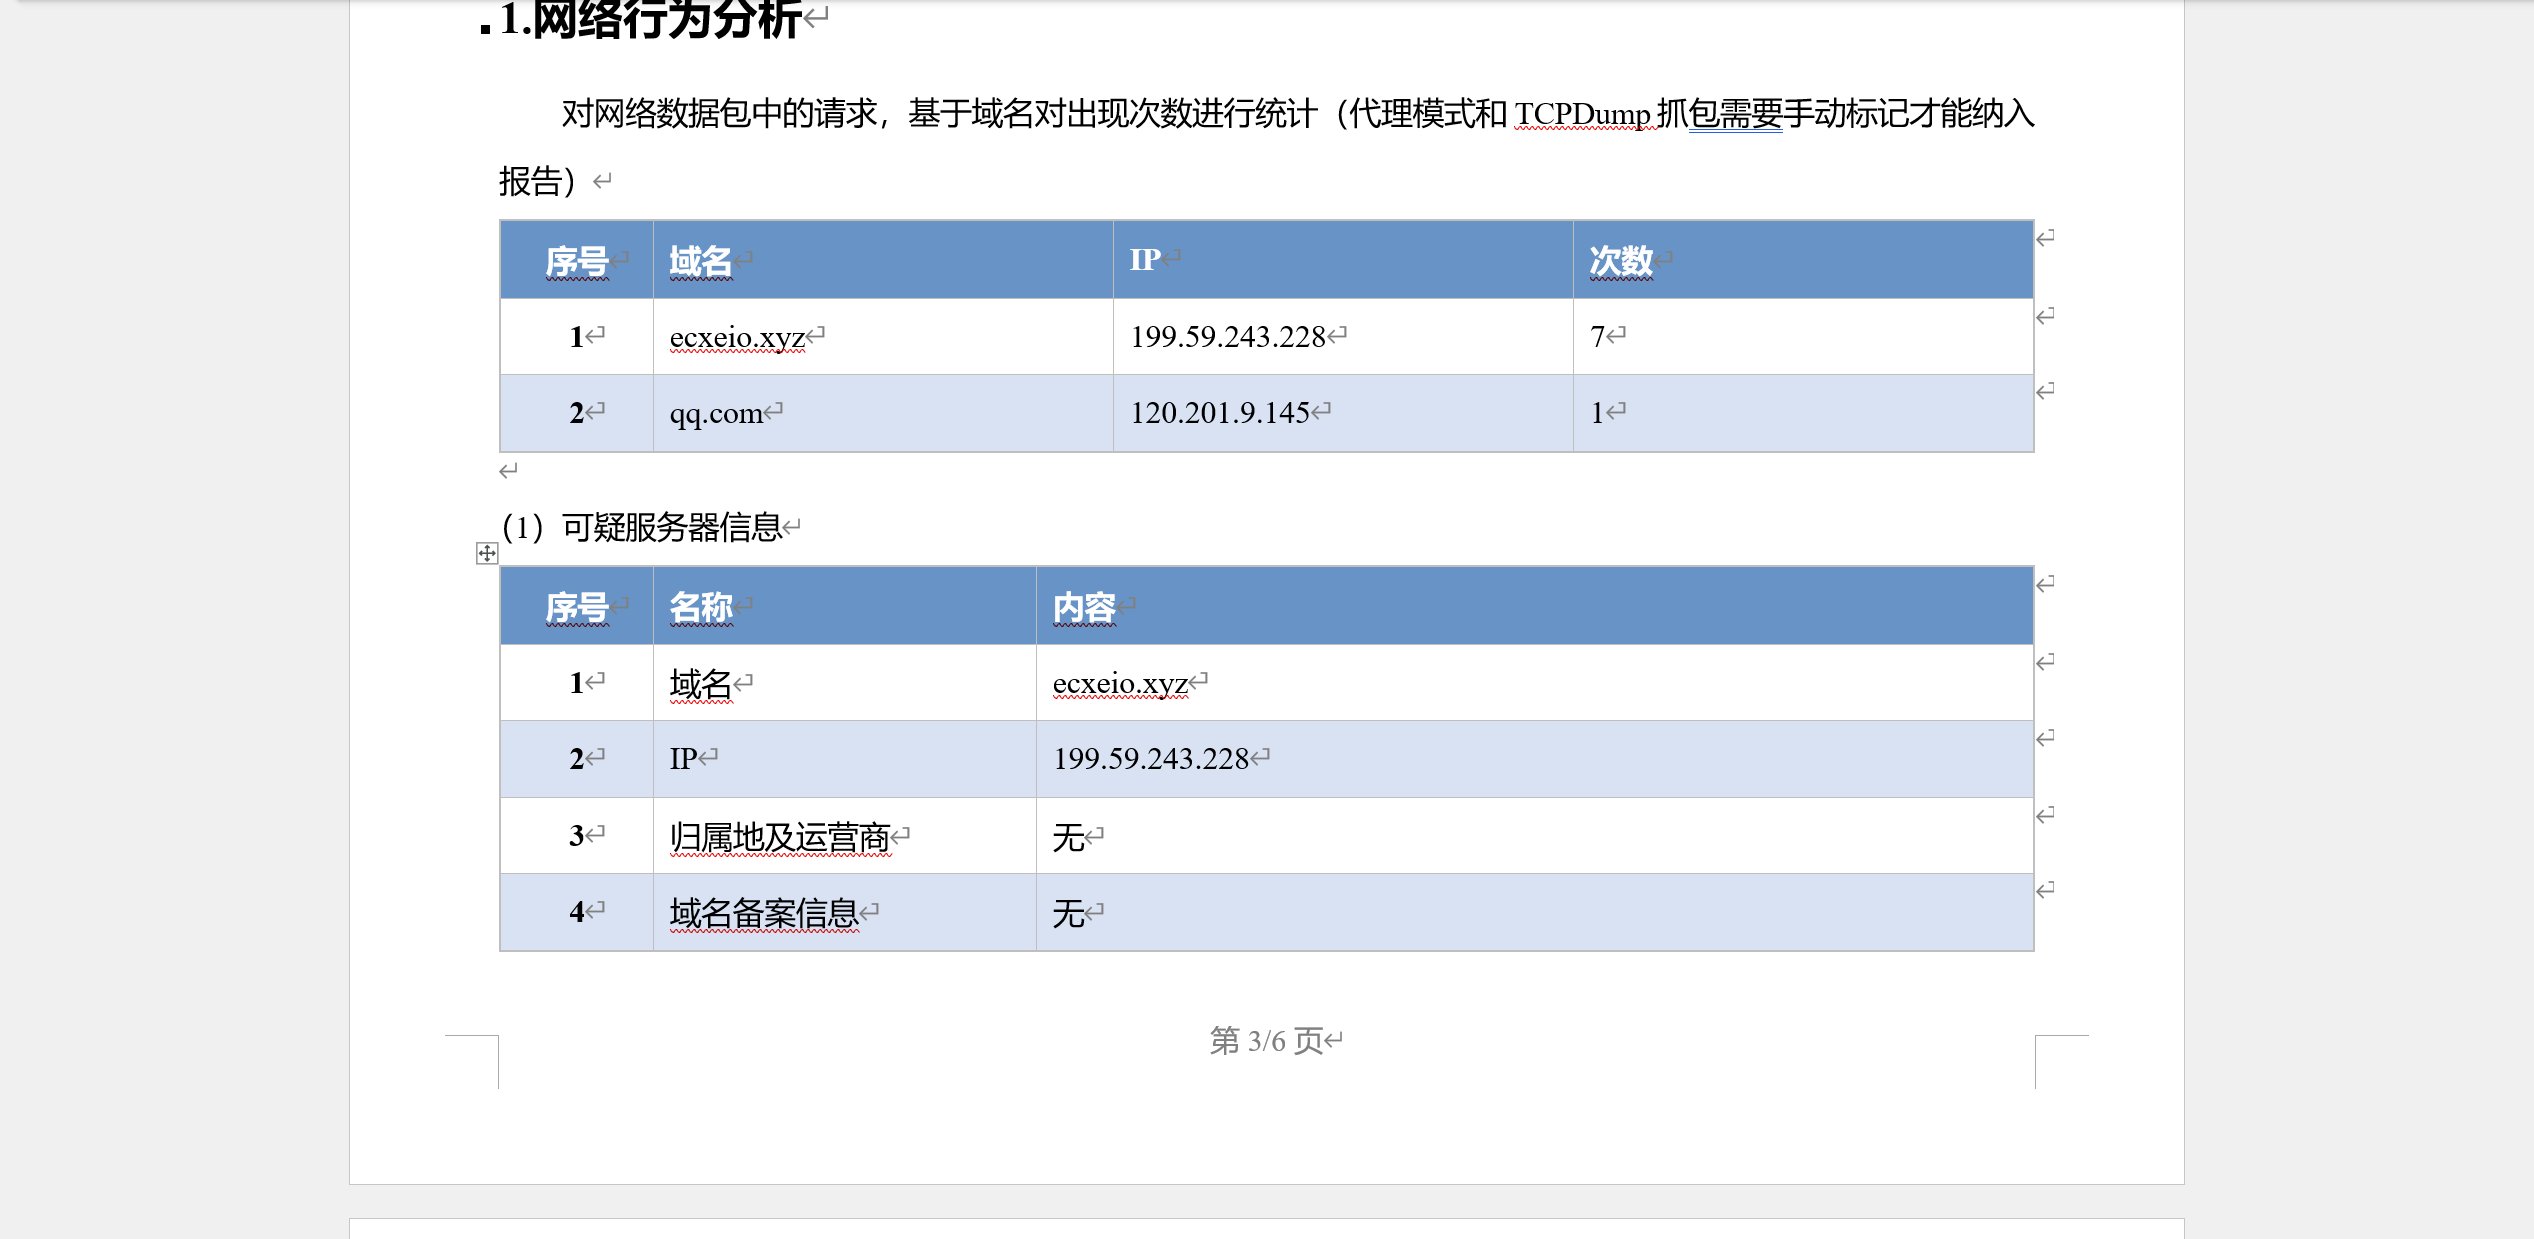 1.网络行为分析
对网络数据包中的请求，基于域名对出现次数进行统计（代理模式和 TCPDump 抓包需要手动标记才能纳入
报告）
序号 域名 IP 次数
1 ecxeio.xyz 199.59.243.228 7
2 qq.com 120.201.9.145 1
（1）可疑服务器信息
序号 名称 内容
1 域名 ecxeio.xyz
2 IP 199.59.243.228
3 归属地及运营商 无
4 域名备案信息 无
第 3/6 页